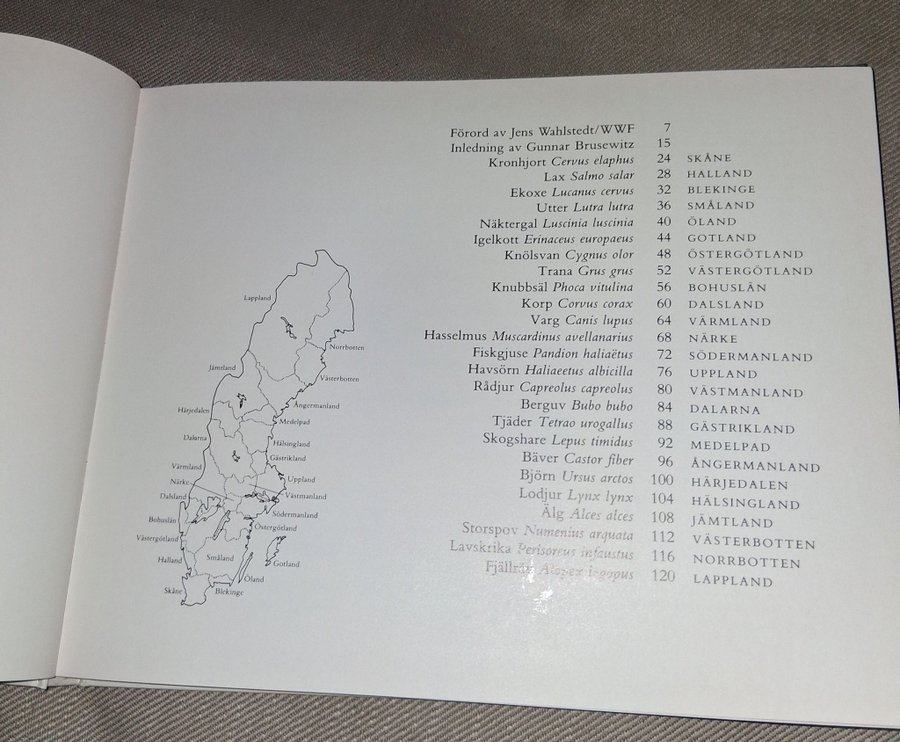 Förord av Jens Wahlstedt/WWF 7
Inledning av Gunnar Brusewitz 15
Kronhjort Cervus elaphus 24 SKÅNE
Lax Salmo salar 28 HALLAND
Ekoxe Lucanus cervus 32 BLEKINGE
Utter Lutra lutra 36 SMÅLAND
Näktergal Luscinia luscinia 40 ÖLAND
Igelkott Erinaceus europaeus 44 GOTLAND
Knölsvan Cygnus olor 48 ÖSTERGÖTLAND
Trana Grus grus 52 VÄSTERGÖTLAND
Knubbsäl Phoca vitulina 56 BOHUSLÄN
Korp Corvus corax 60 DALSLAND
Varg Canis lupus 64 VÄRMLAND
Hasselmus Muscardinus avellanarius 68 NÄRKE
Fiskgjuse Pandion haliaëtus 72 SÖDERMANLAND
Havsörn Haliaeetus albicilla 76 UPPLAND
Rådjur Capreolus capreolus 80 VÄSTMANLAND
Berguv Bubo bubo 84 DALARNA
Tjäder Tetrao urogallus 88 GÄSTRIKLAND
Skogshare Lepus timidus 92 MEDELPAD
Bäver Castor fiber 96 ÅNGERMANLAND
Björn Ursus arctos 100 HÄRJEDALEN
Lodjur Lynx lynx 104 HÄLSINGLAND
Älg Alces alces 108 JÄMTLAND
Storspov Numenius arquata 112 VÄSTERBOTTEN
Lavskrika Perisoreus infaustus 116 NORRBOTTEN
Fjällräv Alopex lagopus 120 LAPPLAND
Lappland
Norrbotten
Jämtland
Västerbotten
Ångermanland
Härjedalen
Medelpad
Dalarna
Hälsingland
Gästrikland
Värmland
Uppland
Närke
Dalsland
Västmanland
Bohuslän
Södermanland
Östergötland
Västergötland
Halland
Småland
Gotland
Öland
Skåne
Blekinge